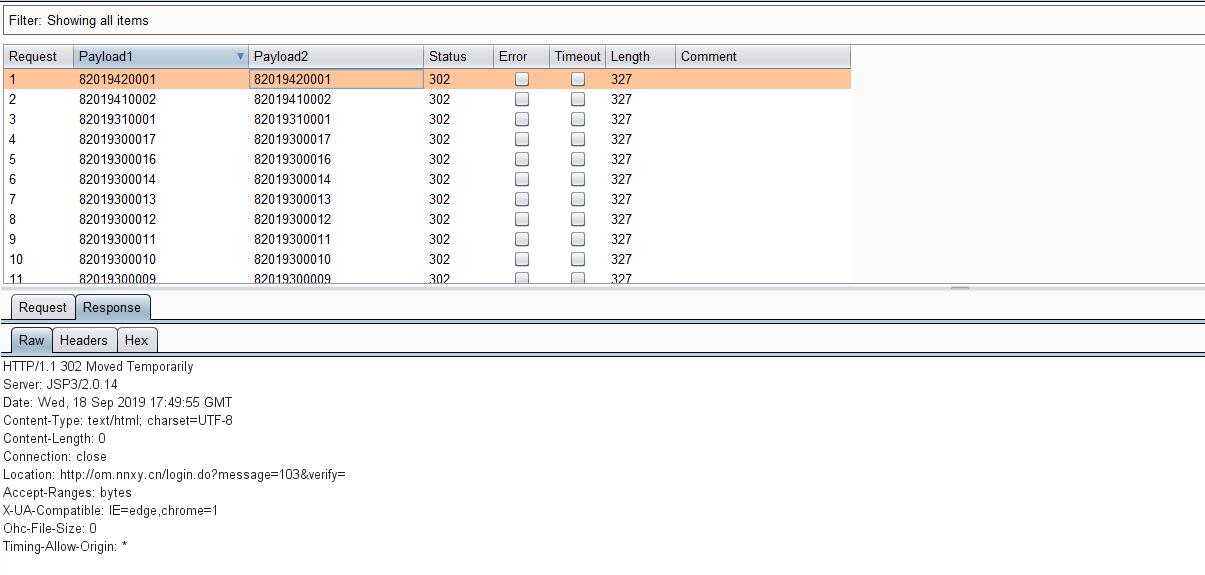 Filter: Showing all items
Request Payload1 Payload2 Status Error Timeout Length Comment
1 82019420001 82019420001 302 327
2 82019410002 82019410002 302 327
3 82019310001 82019310001 302 327
4 82019300017 82019300017 302 327
5 82019300016 82019300016 302 327
6 82019300014 82019300014 302 327
7 82019300013 82019300013 302 327
8 82019300012 82019300012 302 327
9 82019300011 82019300011 302 327
10 82019300010 82019300010 302 327
11 82019300009 82019300009 302 327
Request Response
Raw Headers Hex
HTTP/1.1 302 Moved Temporarily
Server: JSP3/2.0.14
Date: Wed, 18 Sep 2019 17:49:55 GMT
Content-Type: text/html; charset=UTF-8
Content-Length: 0
Connection: close
Location: http://om.nnxy.cn/login.do?message=103&verify=
Accept-Ranges: bytes
X-UA-Compatible: IE=edge,chrome=1
Ohc-File-Size: 0
Timing-Allow-Origin: *